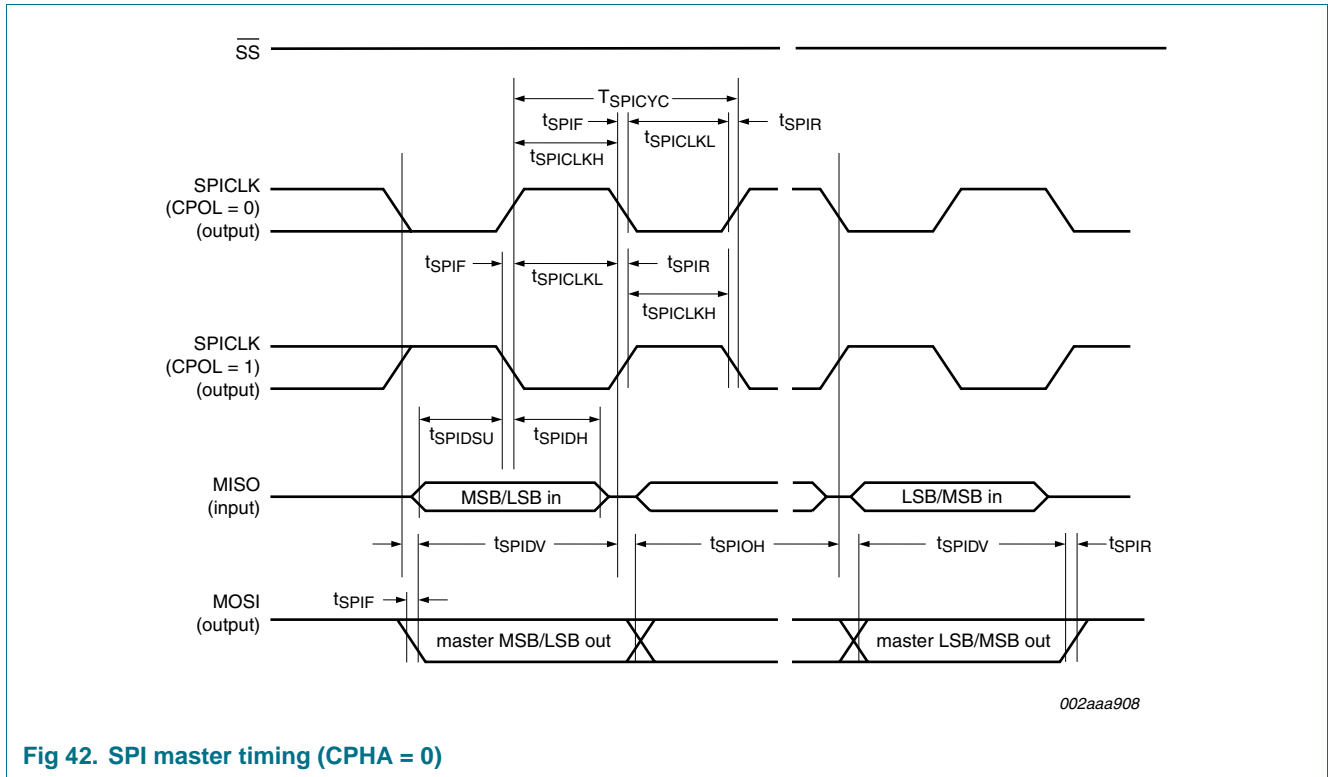 SS
TSPICYC
tSPIF
tSPICLKL
tSPIR
tSPICLKH
SPICLK
(CPOL = 0)
(output)
tSPIF
tSPICLKL
tSPIR
tSPICLKH
SPICLK
(CPOL = 1)
(output)
tSPIDSU
tSPIDH
MISO
(input)
MSB/LSB in
LSB/MSB in
tSPIDV
tSPIOH
tSPIDV
tSPIR
tSPIF
MOSI
(output)
master MSB/LSB out
master LSB/MSB out
002aaa908
Fig 42. SPI master timing (CPHA = 0)